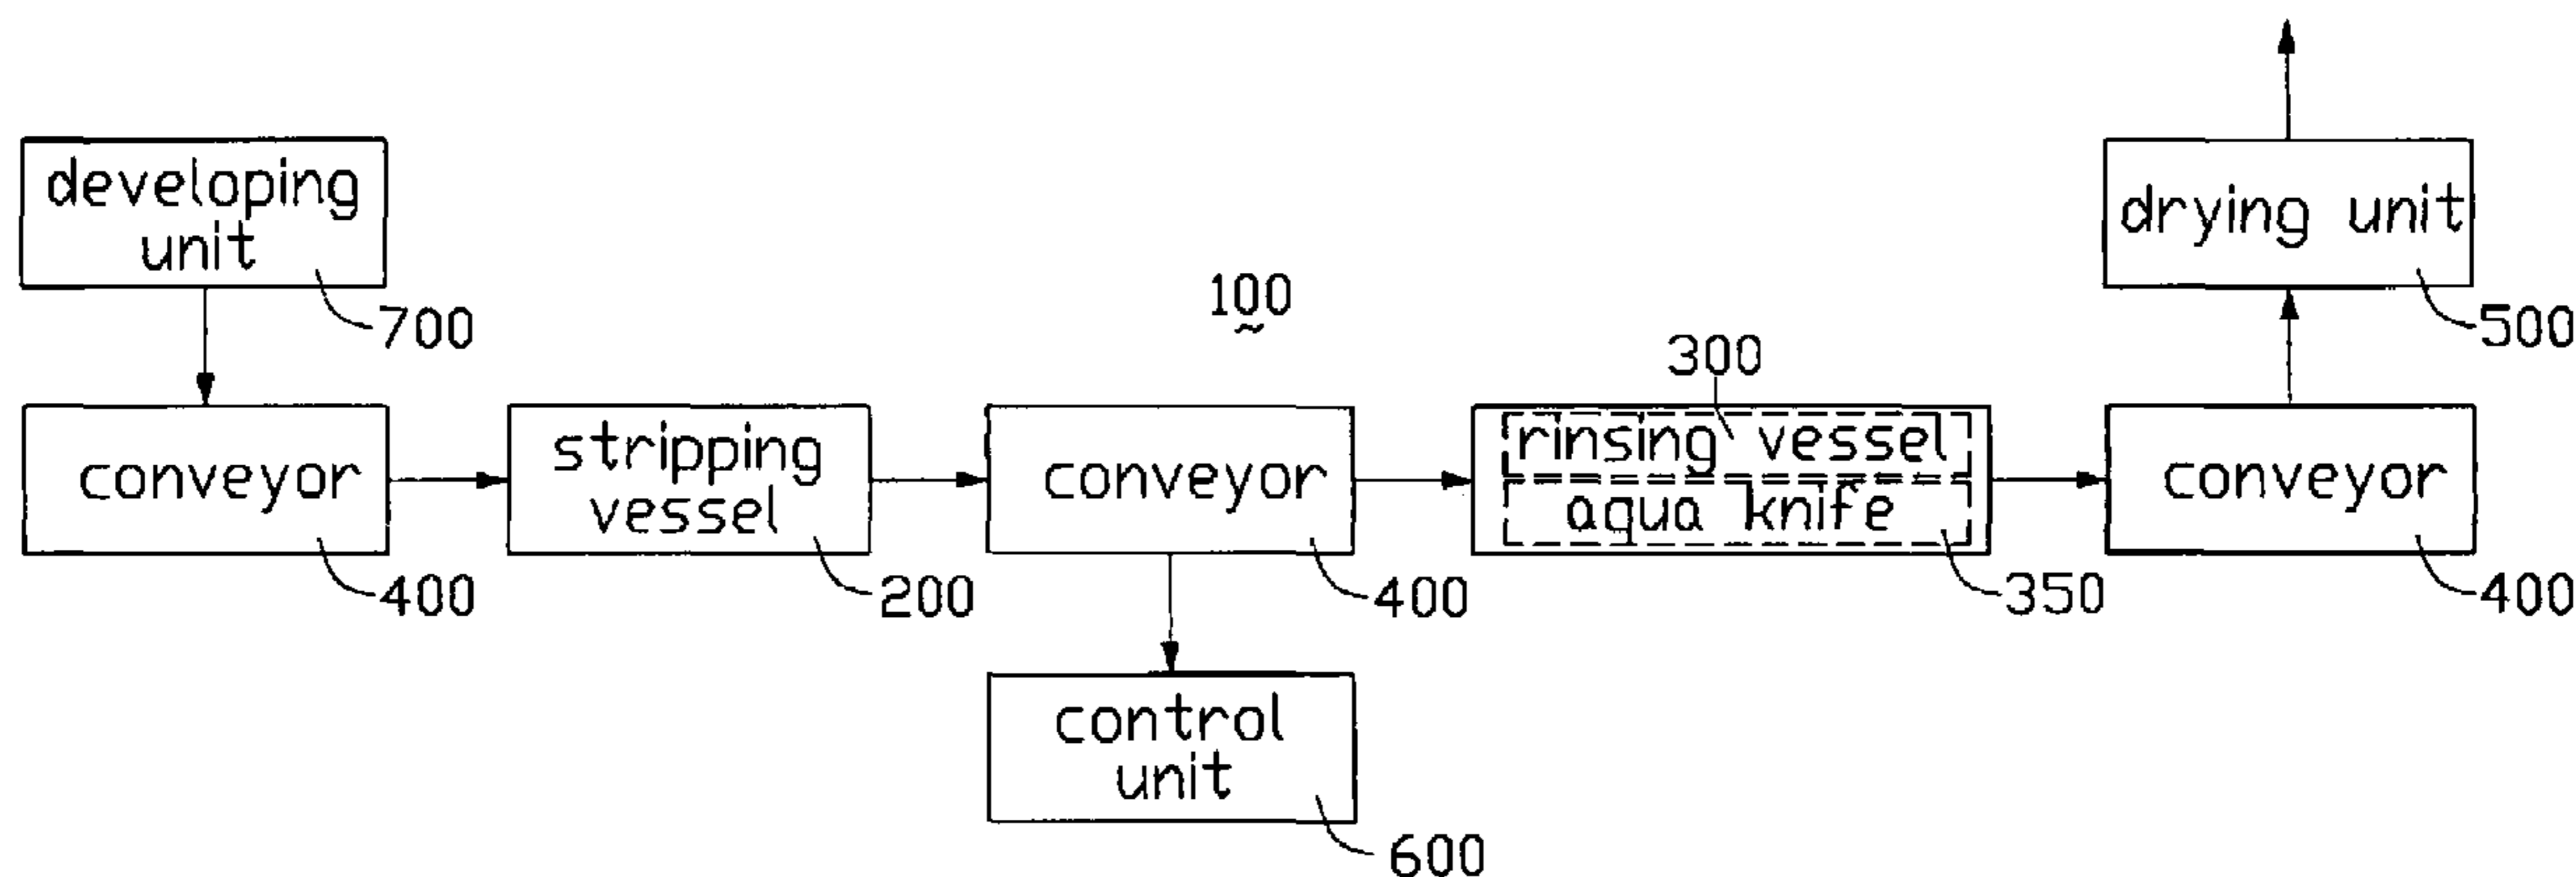 developing
unit
700
conveyor
400
stripping
vessel
200
100
conveyor
400
control
unit
600
300
rinsing vessel
aqua knife
350
drying unit
500
conveyor
400